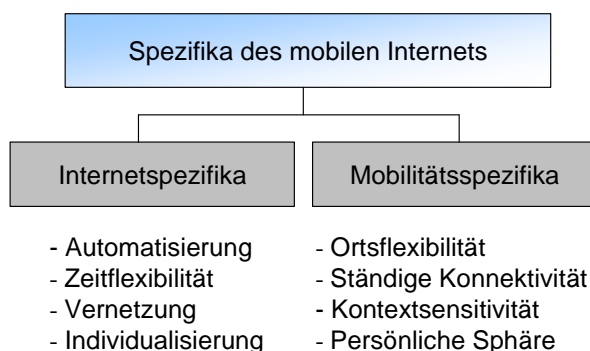 Spezifika des mobilen Internets
Internetspezifika
- Automatisierung
- Zeitflexibilität
- Vernetzung
- Individualisierung
Mobilitätsspezifika
- Ortsflexibilität
- Ständige Konnektivität
- Kontextsensitivität
- Persönliche Sphäre